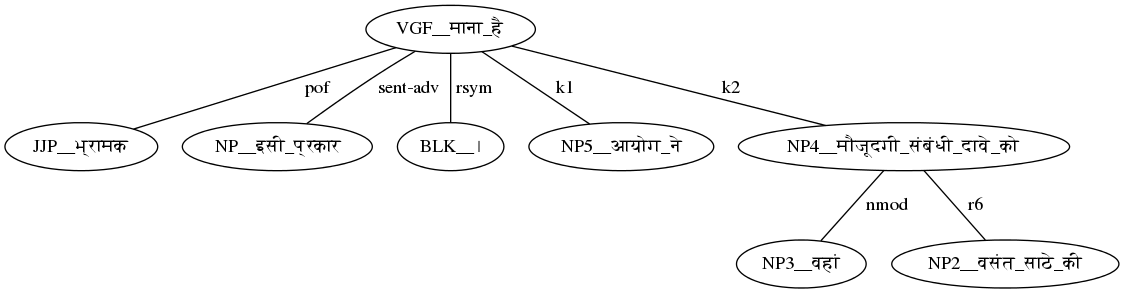 VGF__माना_है
pof
sent-adv
rsym
k1
k2
JJP__भ्रामक
NP__इसी_प्रकार
BLK__।
NP5__आयोग_ने
NP4__मौजूदगी_संबंधी_दावे_को
nmod
r6
NP3__वहां
NP2__वसंत_साठे_की